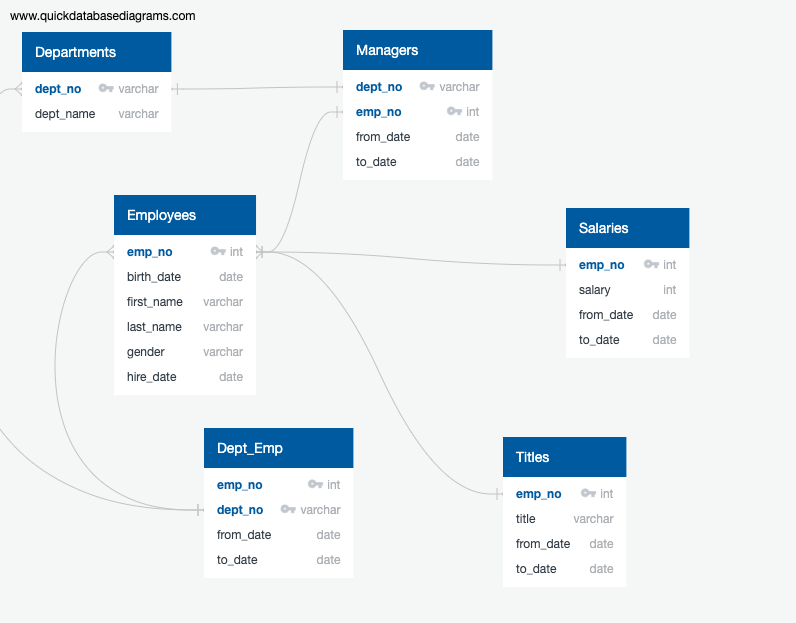 www.quickdatabasediagrams.com
Departments
dept_no varchar
dept_name varchar
Managers
dept_no varchar
emp_no int
from_date date
to_date date
Employees
emp_no int
birth_date date
first_name varchar
last_name varchar
gender varchar
hire_date date
Salaries
emp_no int
salary int
from_date date
to_date date
Dept_Emp
emp_no int
dept_no varchar
from_date date
to_date date
Titles
emp_no int
title varchar
from_date date
to_date date